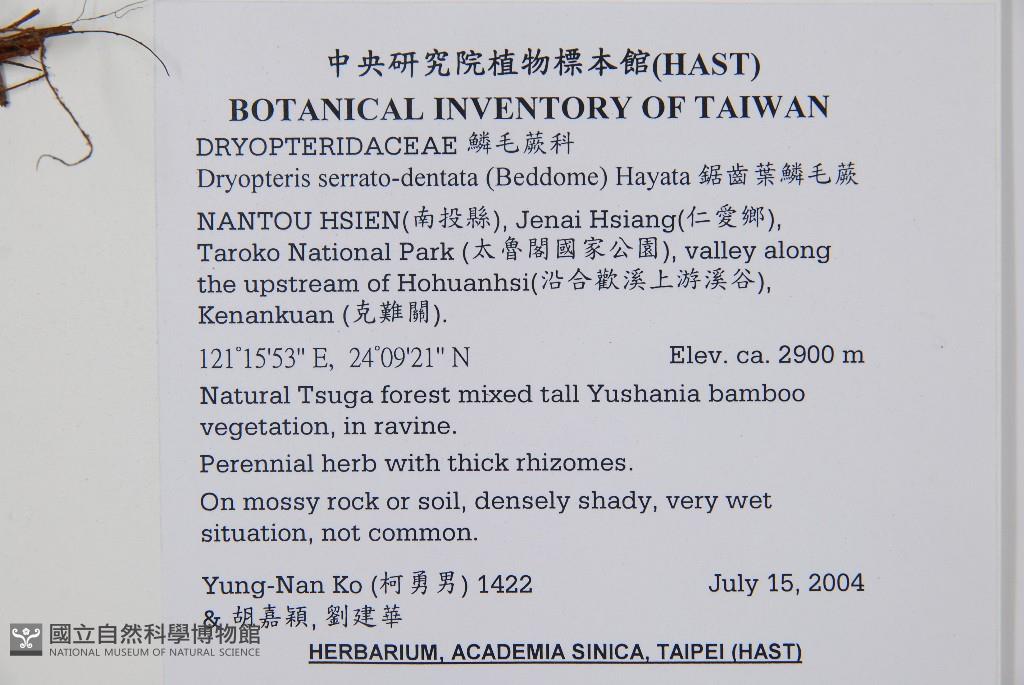 中央研究院植物標本館(HAST)
BOTANICAL INVENTORY OF TAIWAN
DRYOPTERIDACEAE 鱗毛蕨科
Dryopteris serrato-dentata (Beddome) Hayata 鋸齒葉鱗毛蕨
NANTOU HSIEN(南投縣), Jenai Hsiang(仁愛鄉),
Taroko National Park (太魯閣國家公園), valley along
the upstream of Hohuanhsi(沿合歡溪上游溪谷),
Kenankuan (克難關).
121°15'53" E, 24°09'21" N Elev. ca. 2900 m
Natural Tsuga forest mixed tall Yushania bamboo
vegetation, in ravine.
Perennial herb with thick rhizomes.
On mossy rock or soil, densely shady, very wet
situation, not common.
Yung-Nan Ko (柯勇男) 1422 July 15, 2004
& 胡嘉穎, 劉建華
HERBARIUM, ACADEMIA SINICA, TAIPEI (HAST)
國立自然科學博物館
NATIONAL MUSEUM OF NATURAL SCIENCE